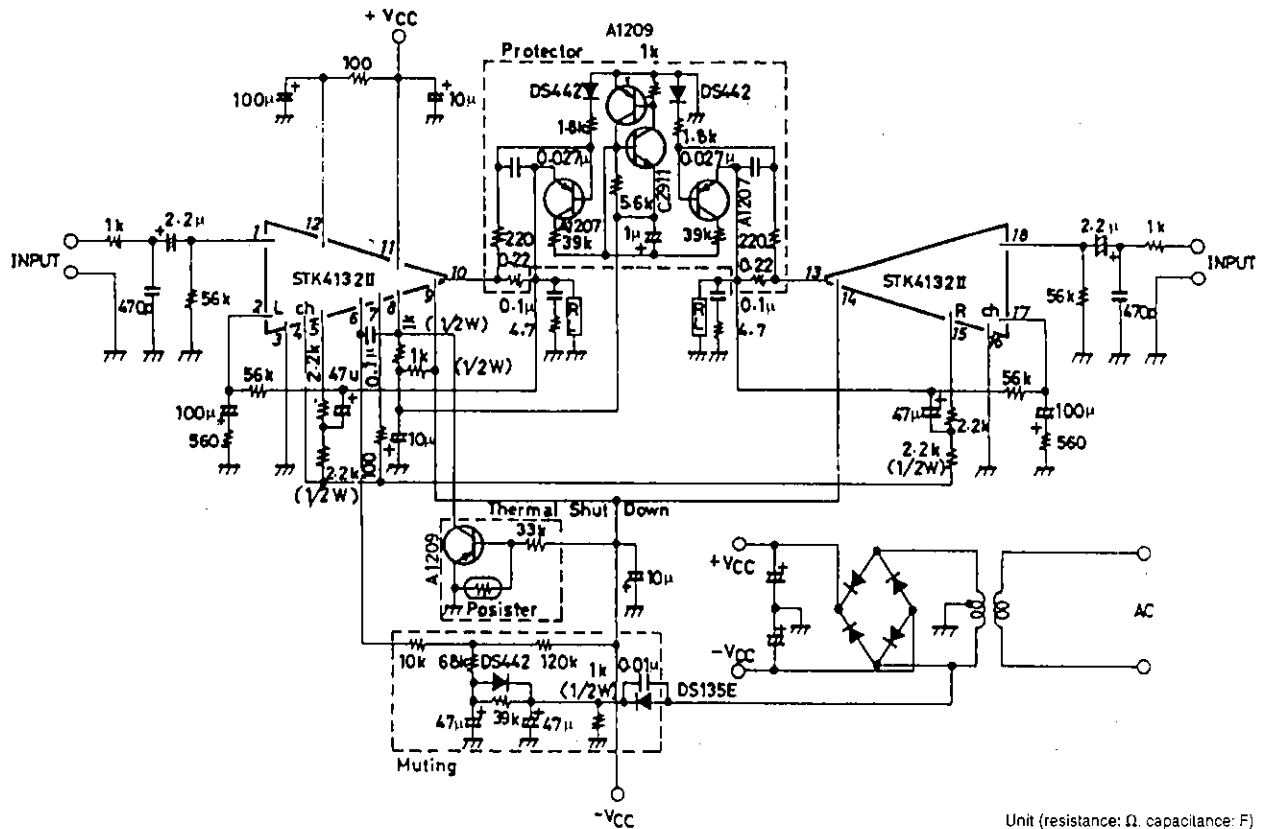 + VCC
A1209
1k
Protector
100
100μ
10μ
DS442
DS442
1.8k
1.8k
0.027μ
0.027μ
C2911
5.6k
A1207
A1207
39k
1μ
39k
220
220
0.22
0.22
1k
2.2μ
1
12
11
10
INPUT
STK4132Ⅱ
470p
56k
2
L ch
3
4
5
6
7
8
9
1k
(1/2W)
1k
(1/2W)
0.1μ
4.7
RL
RL
0.1μ
4.7
13
14
STK4132Ⅱ
R ch
15
16
17
18
2.2μ
1k
INPUT
56k
470p
2.2k
0.1μ
56k
47μ
100μ
560
10μ
2.2k
(1/2W)
100
56k
47μ
2.2k
100μ
560
2.2k
(1/2W)
Thermal Shut Down
33k
A1209
Posister
10μ
+VCC
-VCC
AC
10k
68k
DS442
120k
1k
(1/2W)
0.01μ
DS135E
39k
47μ
47μ
Muting
-VCC
Unit (resistance: Ω, capacitance: F)